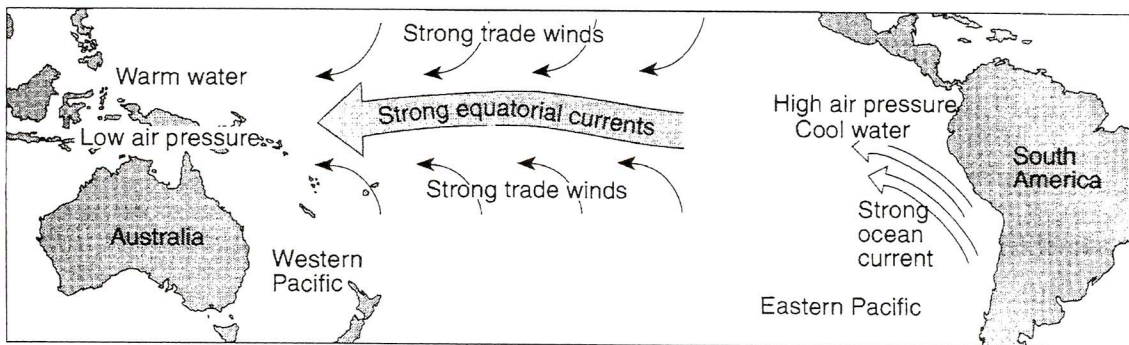 Strong trade winds
Warm water
Strong equatorial currents
High air pressure
Cool water
Low air pressure
South
America
Strong trade winds
Strong
ocean
current
Australia
Western
Pacific
Eastern Pacific